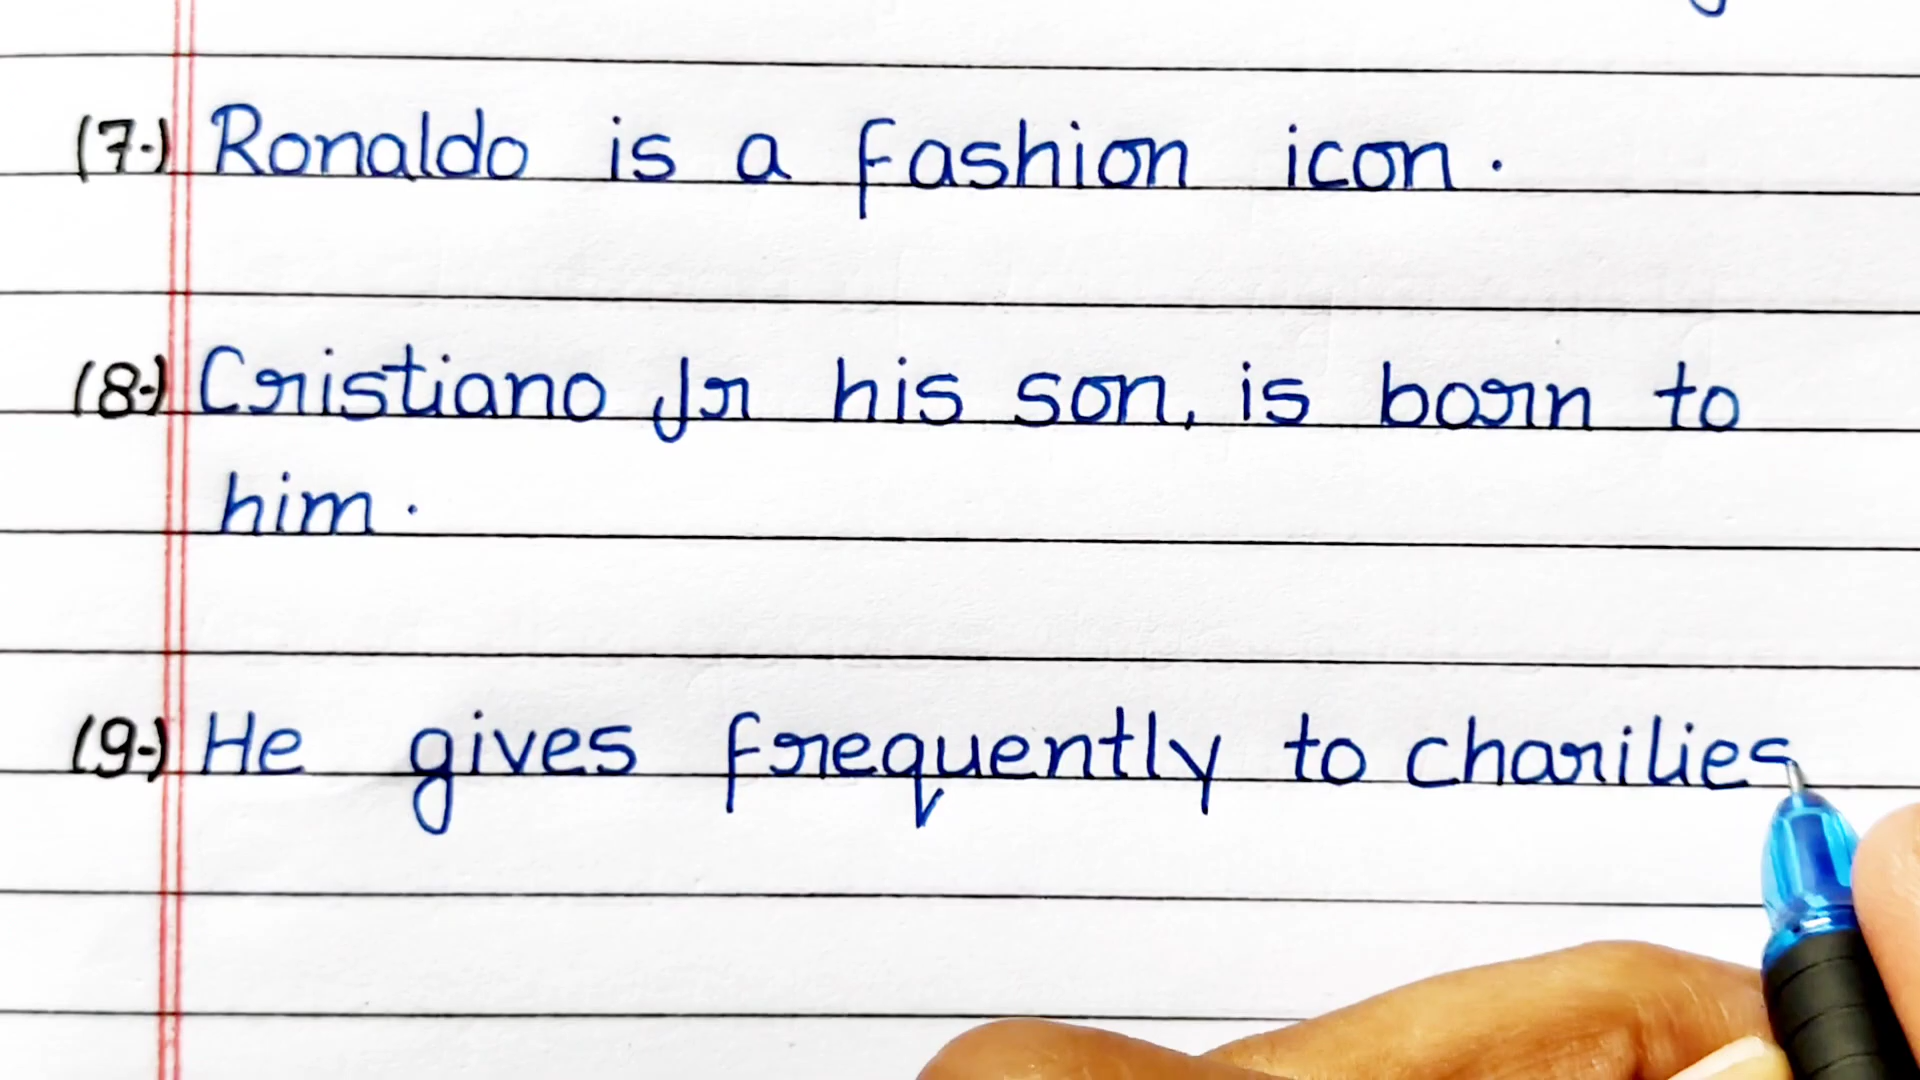 (7.) Ronaldo is a fashion icon.
(8.) Cristiano Jr his son, is born to
him.
(9.) He gives frequently to charilies